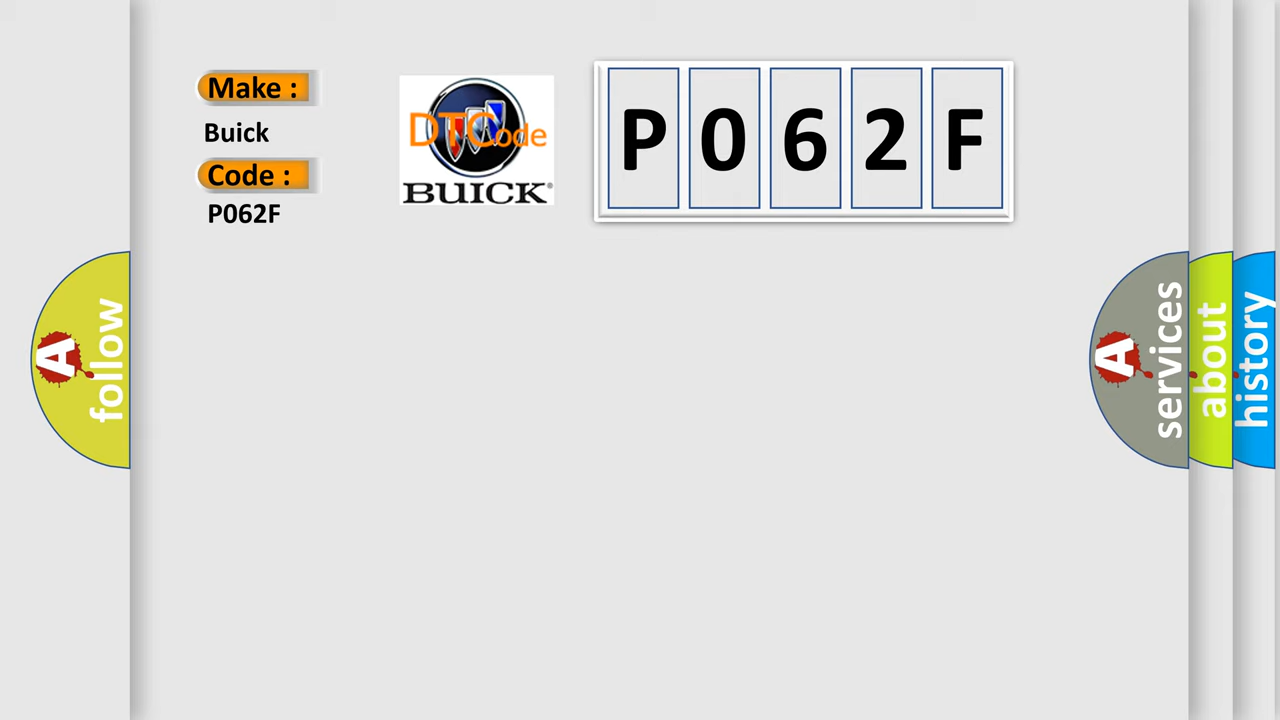 Make :
Buick
Code :
P062F
DTCode
BUICK®
P 0 6 2 F
A follow
A services
about
history